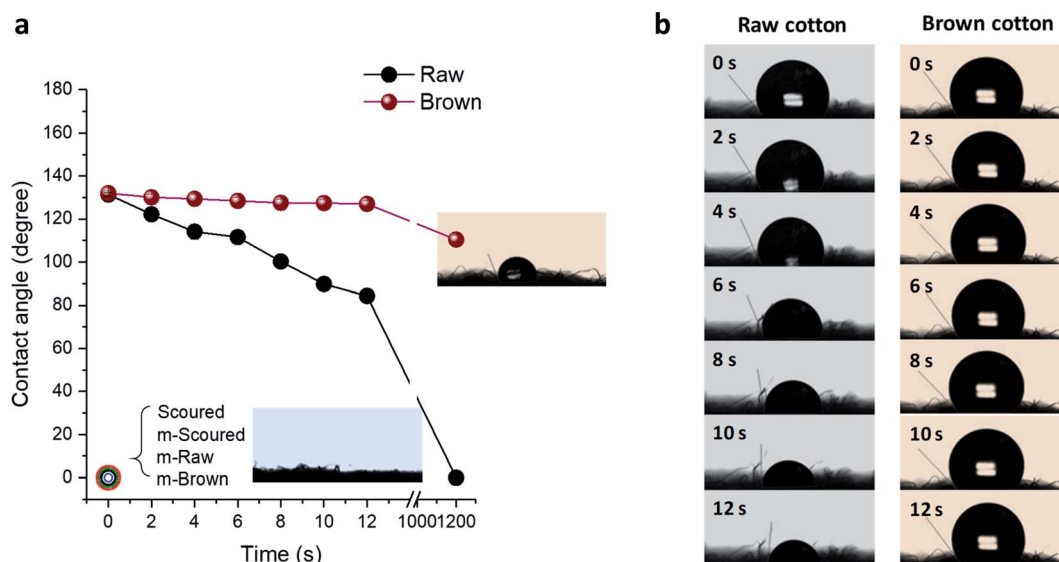 a
Raw
Brown
180
160
140
120
100
80
60
40
20
0
Contact angle (degree)
Scoured
m-Scoured
m-Raw
m-Brown
0 2 4 6 8 10 12 1000 1200
Time (s)
b
Raw cotton Brown cotton
0 s 0 s
2 s 2 s
4 s 4 s
6 s 6 s
8 s 8 s
10 s 10 s
12 s 12 s